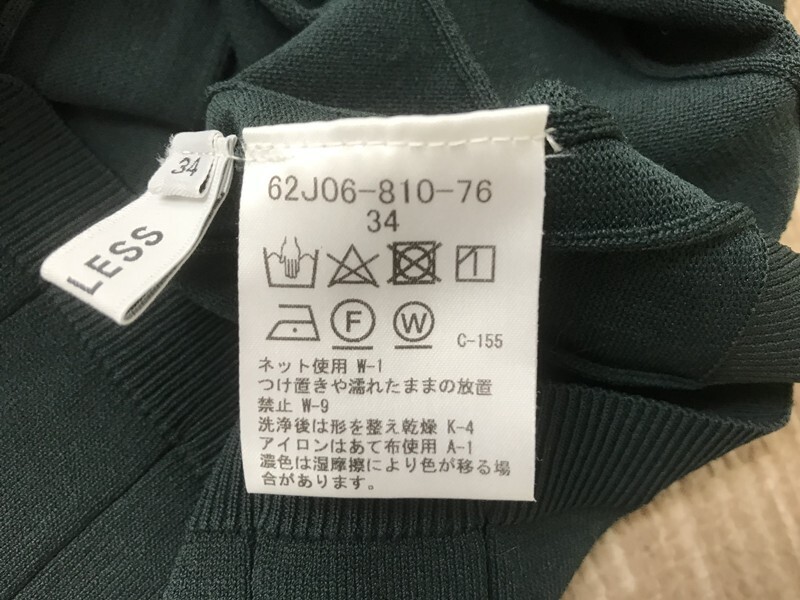 34
LESS
62J06-810-76
34
F
W
C-155
ネット使用 W-1
つけ置きや濡れたままの放置
禁止 W-9
洗浄後は形を整え乾燥 K-4
アイロンはあて布使用 A-1
濃色は湿摩擦により色が移る場
合があります。